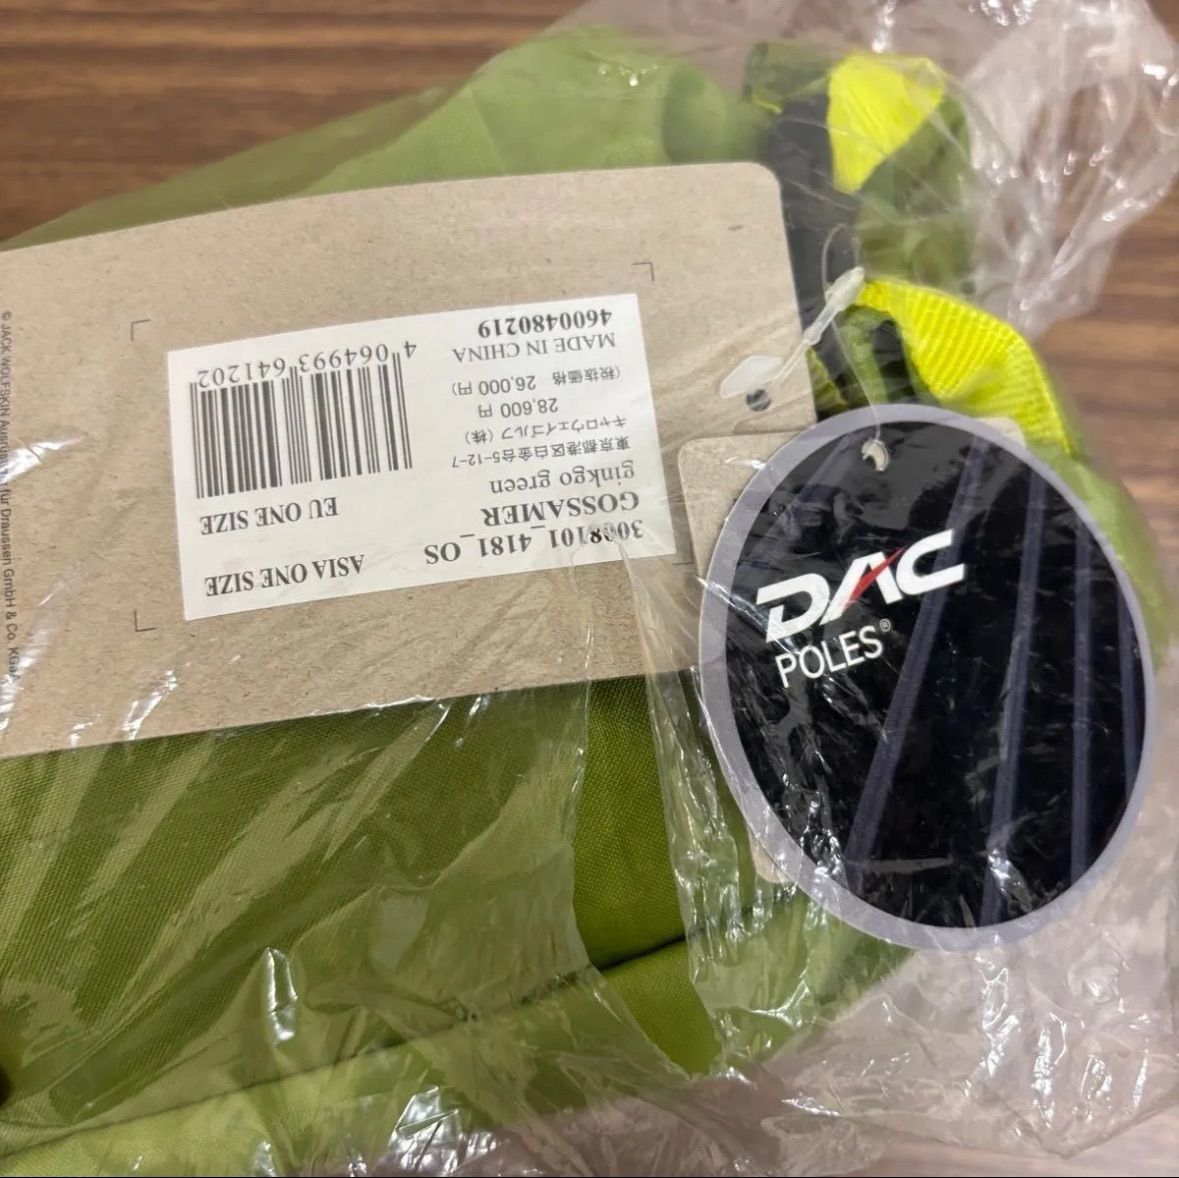 3008101_4181_OS
ASIA ONE SIZE
GOSSAMER
EU ONE SIZE
ginkgo green
東京都港区白金台5-12-7
キャロウェイゴルフ (株)
28,600 円
(税抜価格 26,000 円)
MADE IN CHINA
4600480219
4 064993 641202
DAC
POLES®
© JACK WOLFSKIN Ausrüstung für Draussen GmbH & Co. KGaA